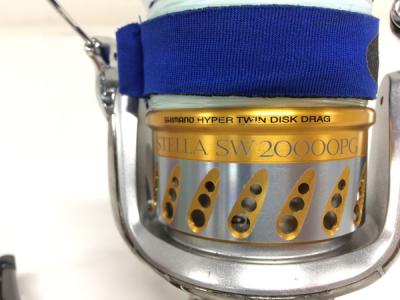 SHIMANO HYPER TWIN DISK DRAG
STELLA SW 20000PG